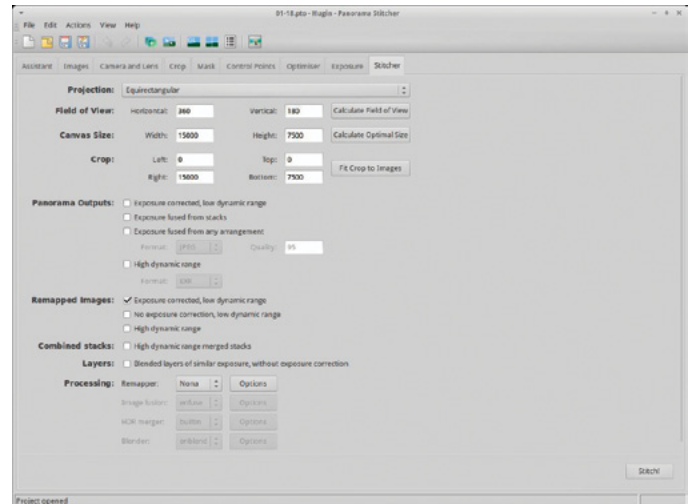 01-18.pto - Hugin - Panorama Stitcher
File Edit Actions View Help
Assistant Images Camera and Lens Crop Mask Control Points Optimiser Exposure Stitcher
Projection: Equirectangular
Field of View: Horizontal: 360 Vertical: 180 Calculate Field of View
Canvas Size: Width: 15000 Height: 7500 Calculate Optimal Size
Crop: Left: 0 Top: 0
Fit Crop to Images
Right: 15000 Bottom: 7500
Panorama Outputs: Exposure corrected, low dynamic range
Exposure fused from stacks
Exposure fused from any arrangement
Format: JPEG Quality: 95
High dynamic range
Format: EXR
Remapped Images: Exposure corrected, low dynamic range
No exposure correction, low dynamic range
High dynamic range
Combined stacks: High dynamic range merged stacks
Layers: Blended layers of similar exposure, without exposure correction
Processing: Remapper: Nona Options
Image fusion: enfuse Options
HDR merger: builtin Options
Blender: enblend Options
Stitch!
Project opened